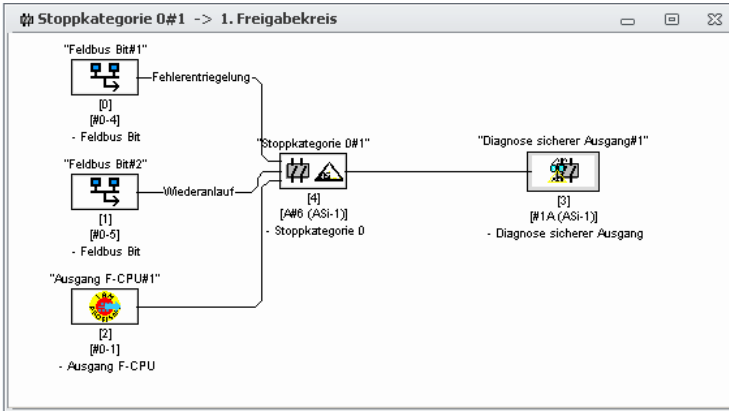 Stoppkategorie 0#1 -> 1. Freigabekreis
"Feldbus Bit#1"
Fehlerentriegelung
[0]
[#0-4]
- Feldbus Bit
"Feldbus Bit#2"
Wiederanlauf
[1]
[#0-5]
- Feldbus Bit
"Ausgang F-CPU#1"
[2]
[#0-1]
- Ausgang F-CPU
"Stoppkategorie 0#1"
[4]
[A#6 (ASi-1)]
- Stoppkategorie 0
"Diagnose sicherer Ausgang#1"
[3]
[#1A (ASi-1)]
- Diagnose sicherer Ausgang